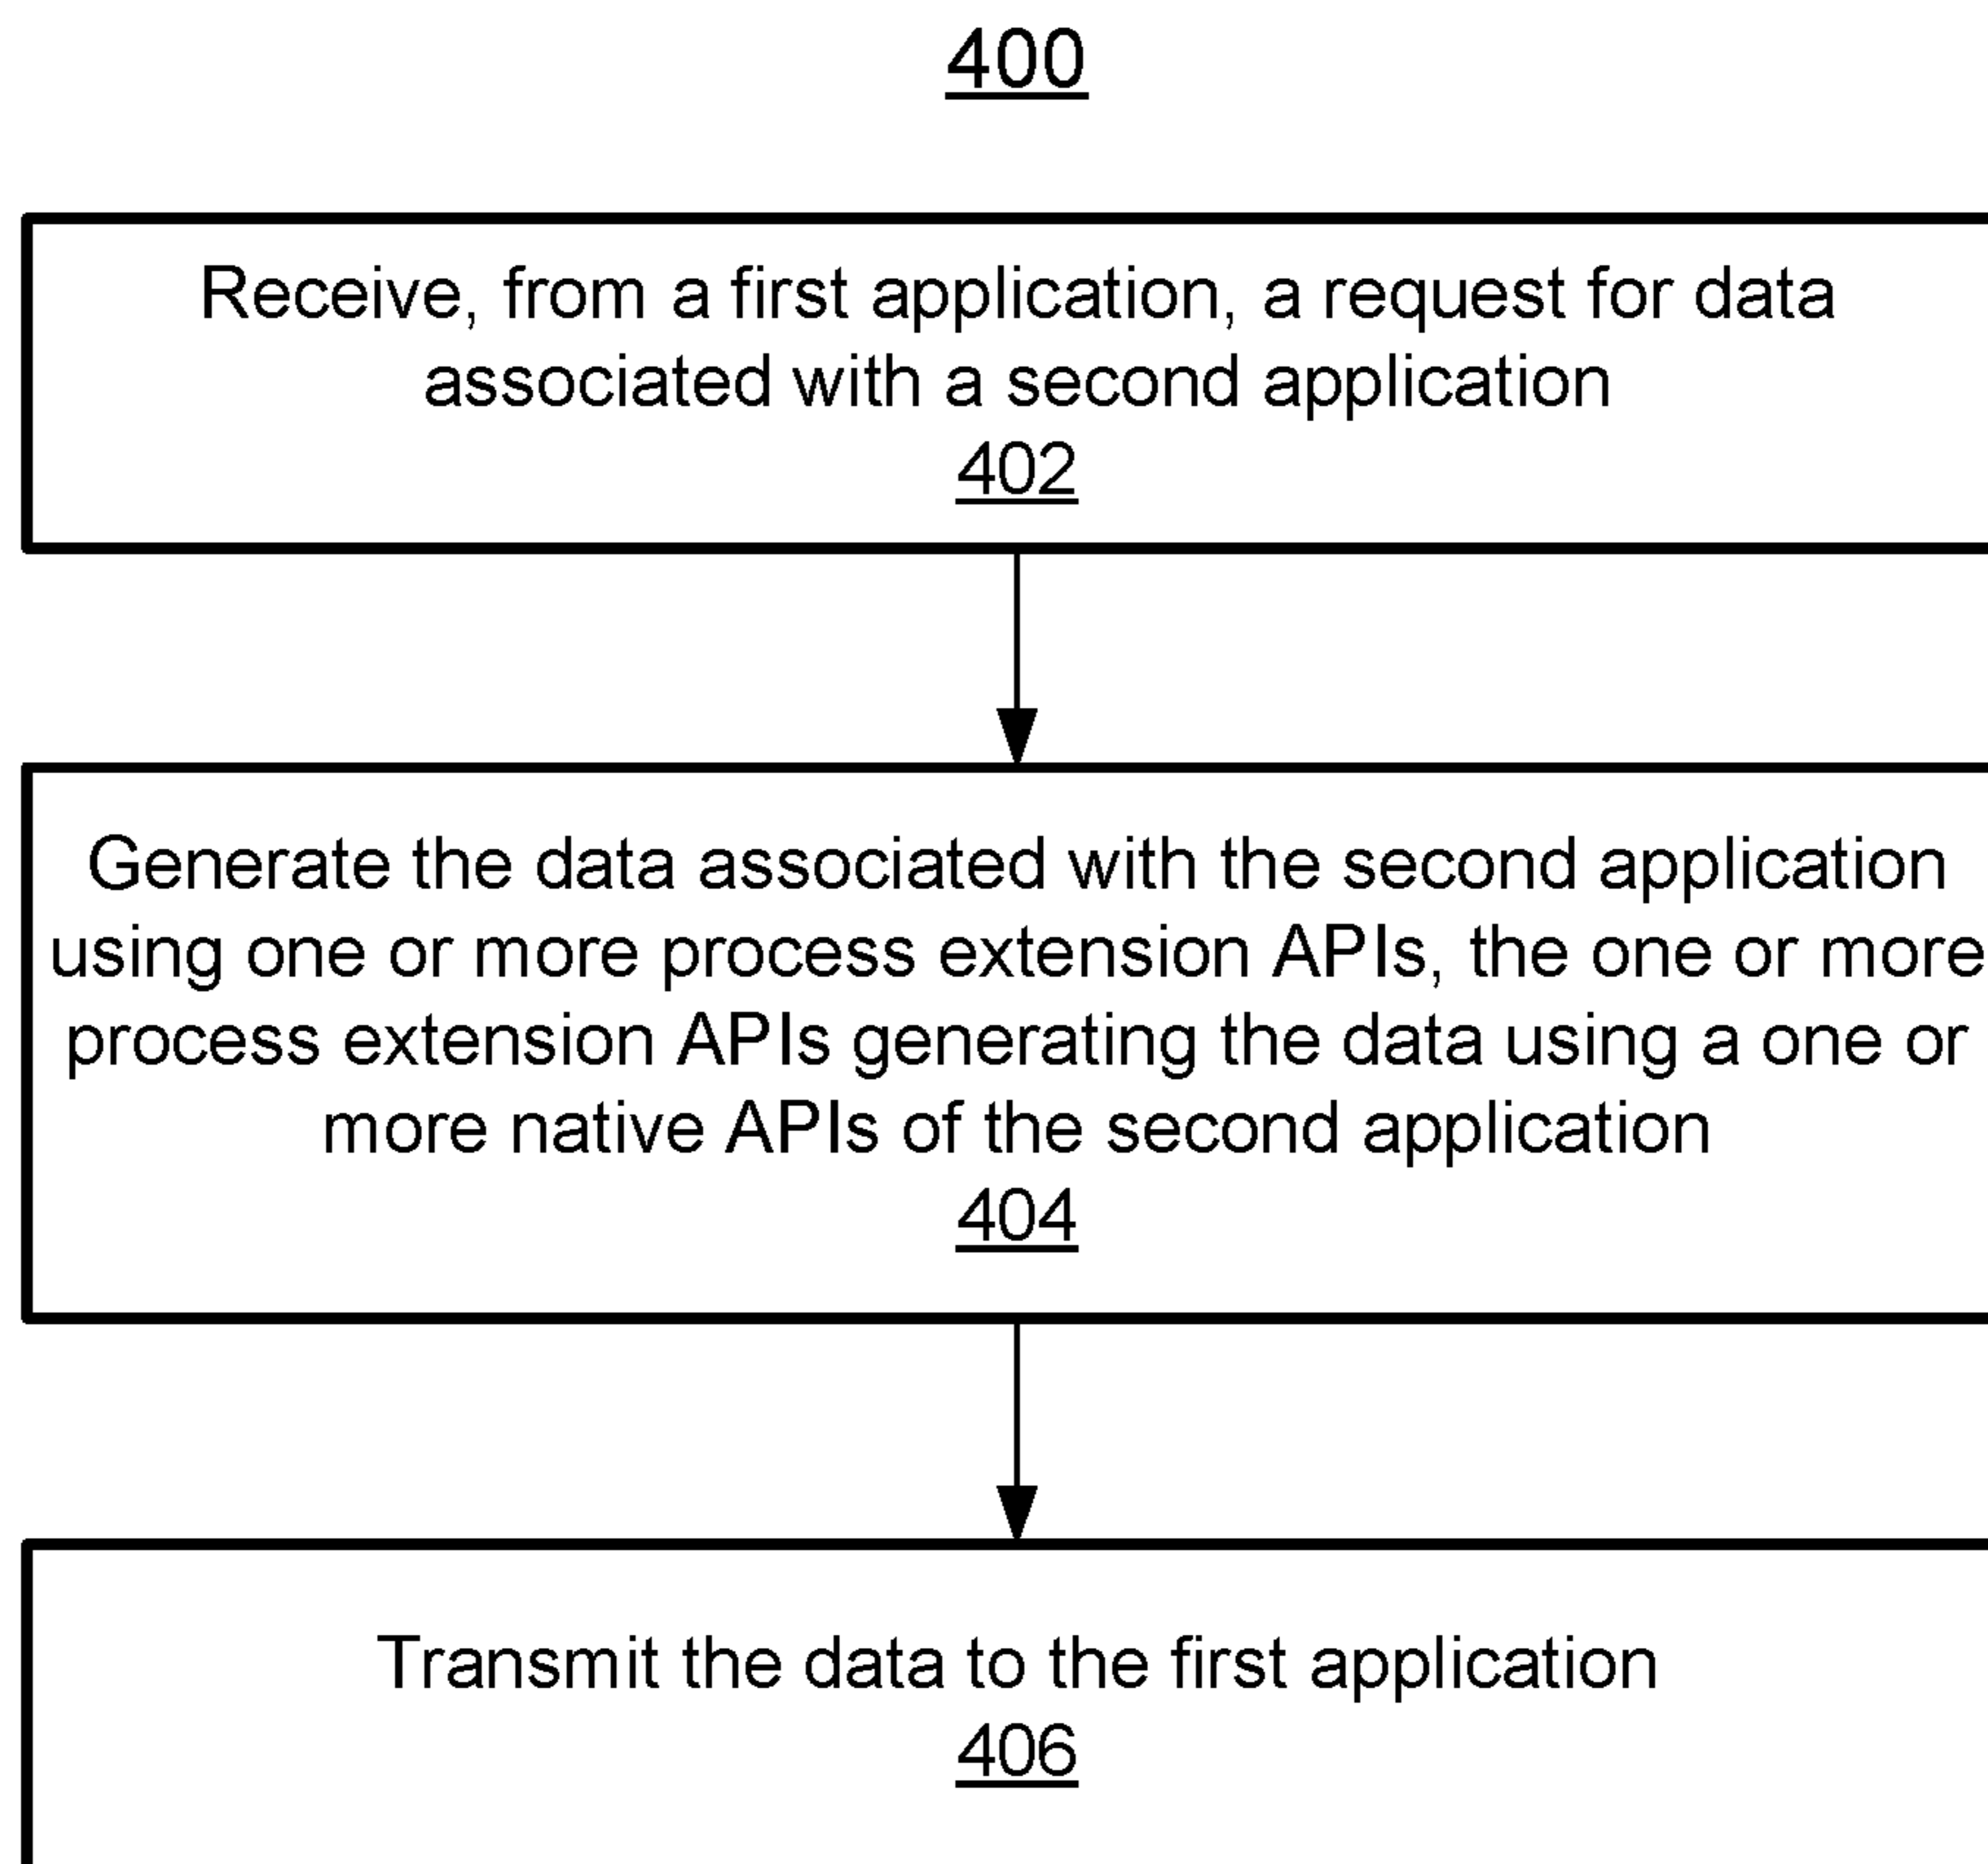 400
Receive, from a first application, a request for data
associated with a second application
402
Generate the data associated with the second application
using one or more process extension APIs, the one or more
process extension APIs generating the data using a one or
more native APIs of the second application
404
Transmit the data to the first application
406